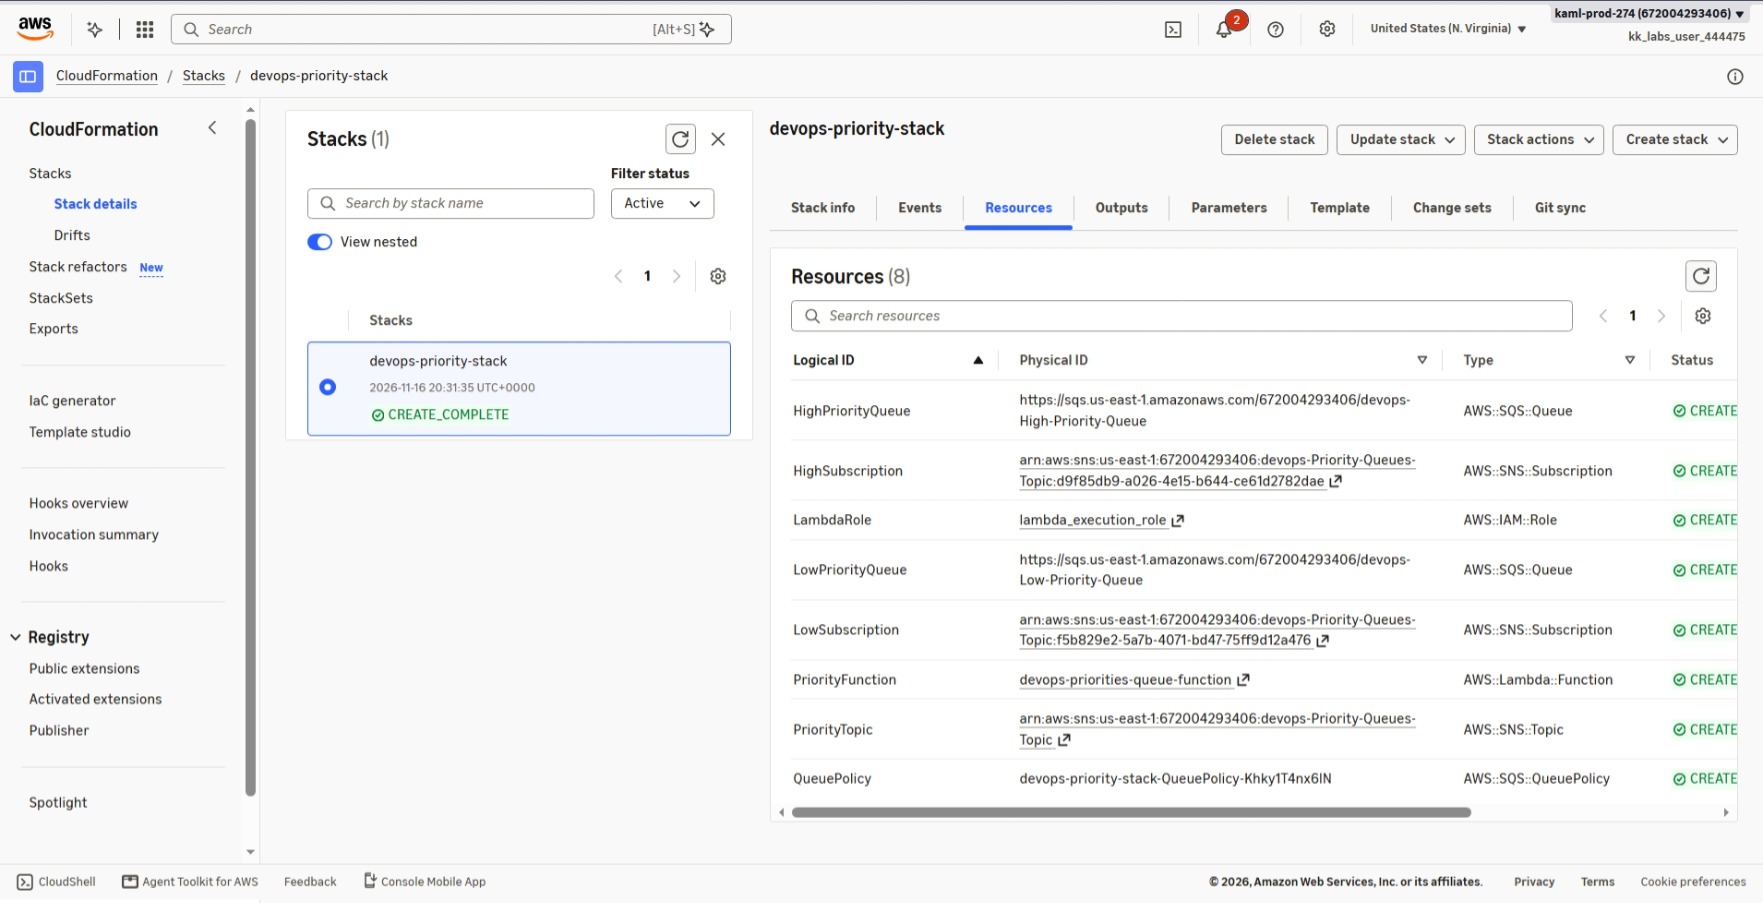 aws
Search
[Alt+S]
2
United States (N. Virginia) ▼
kaml-prod-274 (672004293406) ▼
kk_labs_user_444475
CloudFormation / Stacks / devops-priority-stack
CloudFormation
Stacks
Stack details
Drifts
Stack refactors New
StackSets
Exports
IaC generator
Template studio
Hooks overview
Invocation summary
Hooks
Registry
Public extensions
Activated extensions
Publisher
Spotlight
Stacks (1)
Filter status
Search by stack name
Active
View nested
1
Stacks
devops-priority-stack
2026-11-16 20:31:35 UTC+0000
CREATE_COMPLETE
devops-priority-stack
Delete stack
Update stack
Stack actions
Create stack
Stack info
Events
Resources
Outputs
Parameters
Template
Change sets
Git sync
Resources (8)
Search resources
1
Logical ID
Physical ID
Type
Status
HighPriorityQueue
https://sqs.us-east-1.amazonaws.com/672004293406/devops-
High-Priority-Queue
AWS::SQS::Queue
CREATE
HighSubscription
arn:aws:sns:us-east-1:672004293406:devops-Priority-Queues-
Topic:d9f85db9-a026-4e15-b644-ce61d2782dae
AWS::SNS::Subscription
CREATE
LambdaRole
lambda_execution_role
AWS::IAM::Role
CREATE
LowPriorityQueue
https://sqs.us-east-1.amazonaws.com/672004293406/devops-
Low-Priority-Queue
AWS::SQS::Queue
CREATE
LowSubscription
arn:aws:sns:us-east-1:672004293406:devops-Priority-Queues-
Topic:f5b829e2-5a7b-4071-bd47-75ff9d12a476
AWS::SNS::Subscription
CREATE
PriorityFunction
devops-priorities-queue-function
AWS::Lambda::Function
CREATE
PriorityTopic
arn:aws:sns:us-east-1:672004293406:devops-Priority-Queues-
Topic
AWS::SNS::Topic
CREATE
QueuePolicy
devops-priority-stack-QueuePolicy-Khky1T4nx6IN
AWS::SQS::QueuePolicy
CREATE
CloudShell
Agent Toolkit for AWS
Feedback
Console Mobile App
© 2026, Amazon Web Services, Inc. or its affiliates.
Privacy
Terms
Cookie preferences